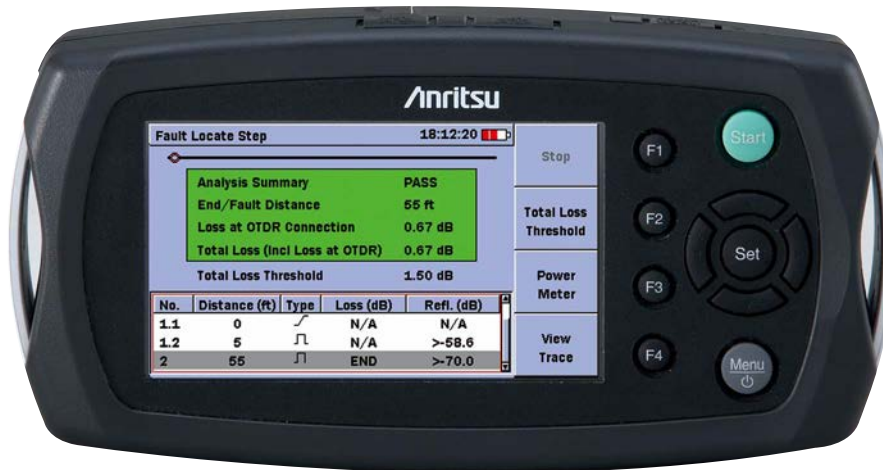 Anritsu
Fault Locate Step 18:12:20
Analysis Summary PASS
End/Fault Distance 55 ft
Loss at OTDR Connection 0.67 dB
Total Loss (Incl Loss at OTDR) 0.67 dB
Total Loss Threshold 1.50 dB
No. Distance (ft) Type Loss (dB) Refl. (dB)
1.1 0 N/A N/A
1.2 5 N/A >-58.6
2 55 END >-70.0
Stop
Total Loss
Threshold
Power
Meter
View
Trace
F1
F2
F3
F4
Start
Set
Menu